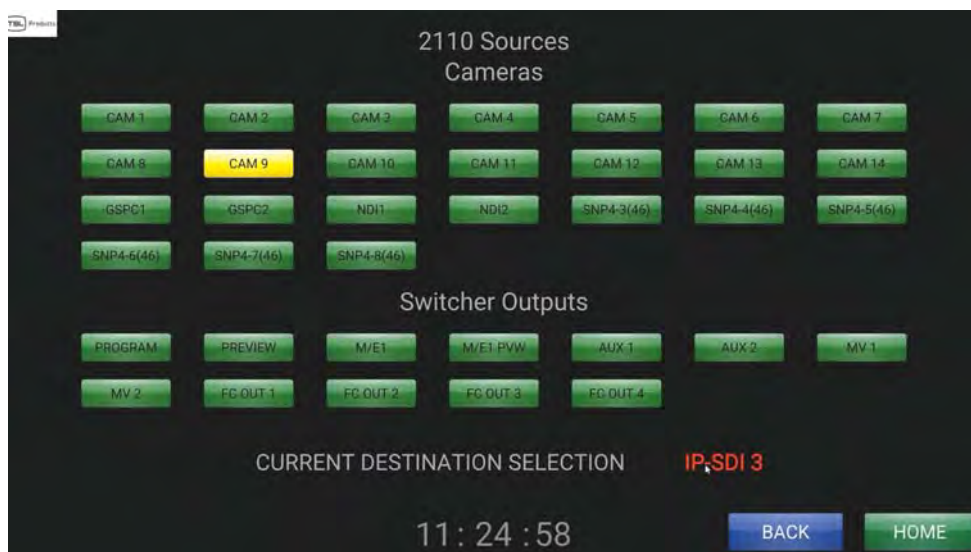 TSL Products
2110 Sources
Cameras
CAM 1 CAM 2 CAM 3 CAM 4 CAM 5 CAM 6 CAM 7
CAM 8 CAM 9 CAM 10 CAM 11 CAM 12 CAM 13 CAM 14
GSPC1 GSPC2 NDI1 NDI2 SNP4-3(46) SNP4-4(46) SNP4-5(46)
SNP4-6(46) SNP4-7(46) SNP4-8(46)
Switcher Outputs
PROGRAM PREVIEW M/E1 M/E1 PVW AUX 1 AUX 2 MV 1
MV 2 FC OUT 1 FC OUT 2 FC OUT 3 FC OUT 4
CURRENT DESTINATION SELECTION IP-SDI 3
11: 24 :58 BACK HOME